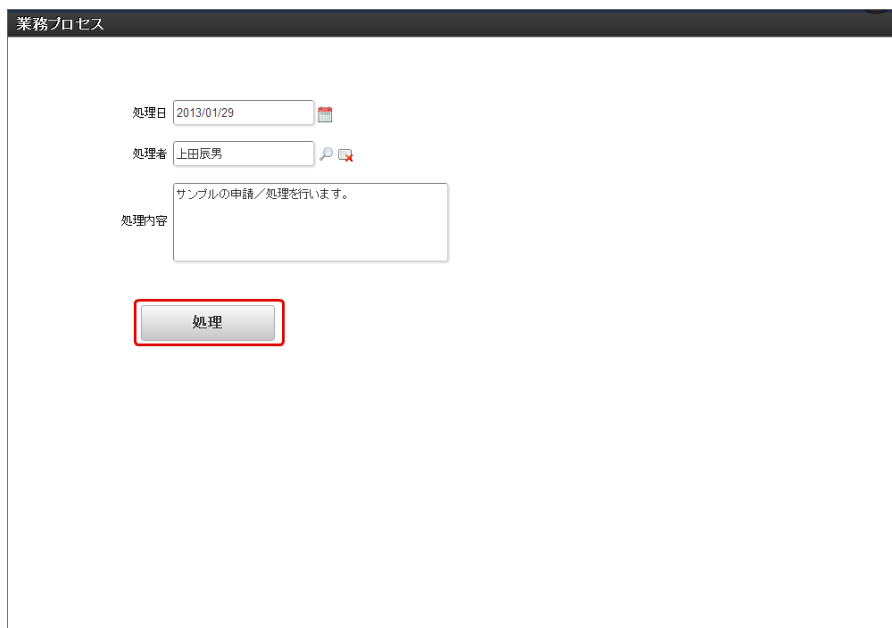 業務プロセス
処理日 2013/01/29
処理者 上田辰男
処理内容 サンプルの申請／処理を行います。
処理